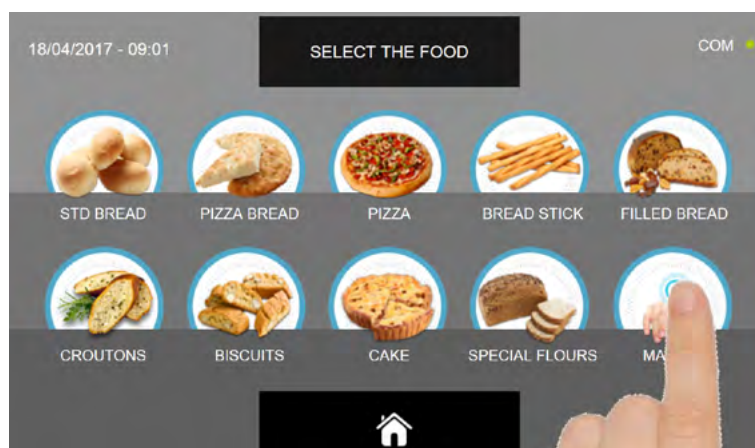 18/04/2017 - 09:01
SELECT THE FOOD
COM
STD BREAD
PIZZA BREAD
PIZZA
BREAD STICK
FILLED BREAD
CROUTONS
BISCUITS
CAKE
SPECIAL FLOURS